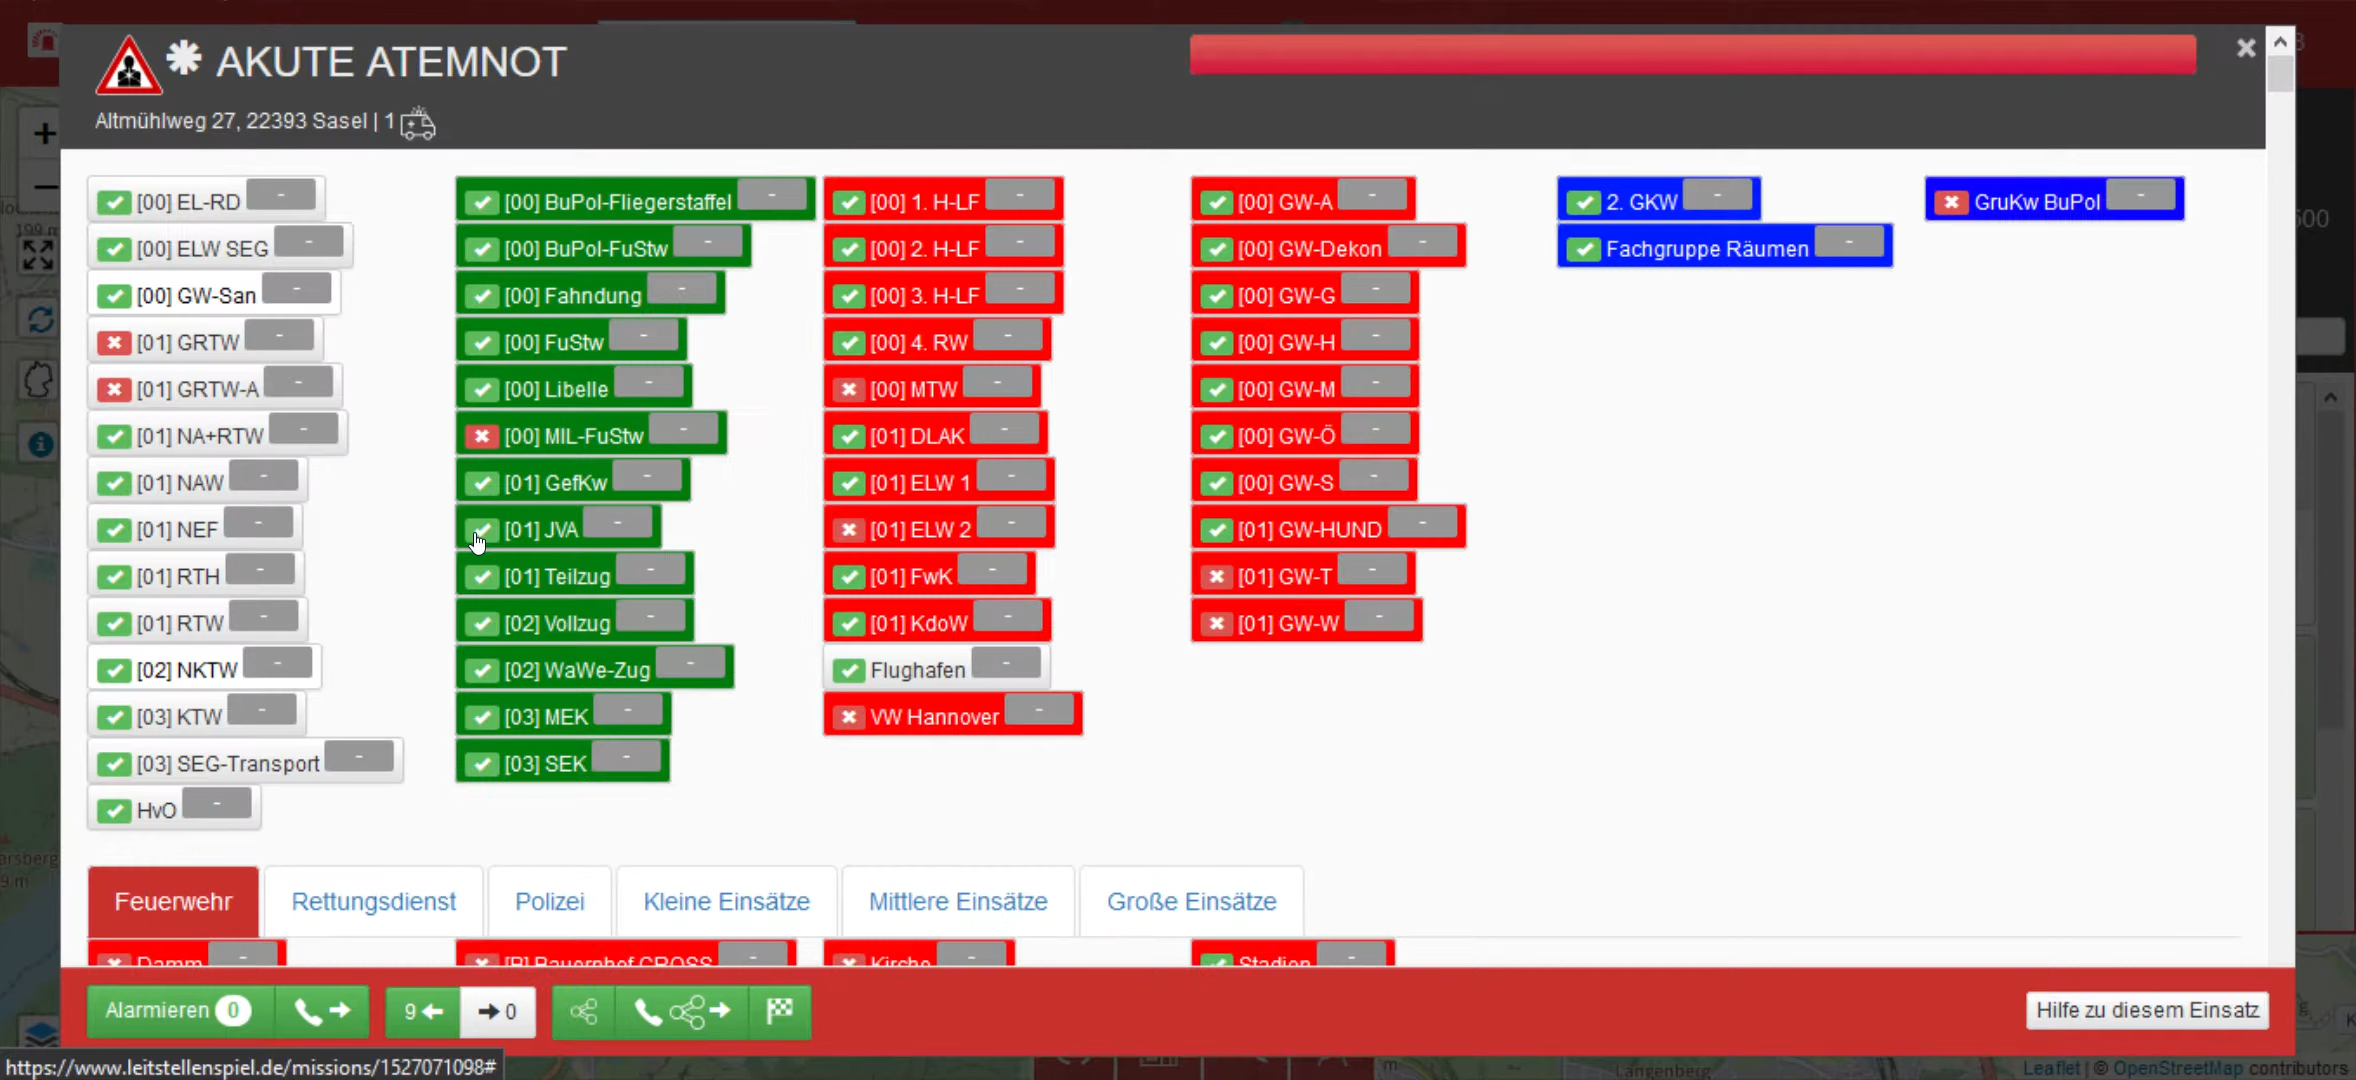 AKUTE ATEMNOT
Altmühlweg 27, 22393 Sasel | 1
[00] EL-RD -
[00] ELW SEG -
[00] GW-San -
[01] GRTW -
[01] GRTW-A -
[01] NA+RTW -
[01] NAW -
[01] NEF -
[01] RTH -
[01] RTW -
[02] NKTW -
[03] KTW -
[03] SEG-Transport -
HvO -
[00] BuPol-Fliegerstaffel -
[00] BuPol-FuStw -
[00] Fahndung -
[00] FuStw -
[00] Libelle -
[00] MIL-FuStw -
[01] GefKw -
[01] JVA -
[01] Teilzug -
[02] Vollzug -
[02] WaWe-Zug -
[03] MEK -
[03] SEK -
[00] 1. H-LF -
[00] 2. H-LF -
[00] 3. H-LF -
[00] 4. RW -
[00] MTW -
[01] DLAK -
[01] ELW 1 -
[01] ELW 2 -
[01] FwK -
[01] KdoW -
Flughafen -
VW Hannover -
[00] GW-A -
[00] GW-Dekon -
[00] GW-G -
[00] GW-H -
[00] GW-M -
[00] GW-Ö -
[00] GW-S -
[01] GW-HUND -
[01] GW-T -
[01] GW-W -
2. GKW -
Fachgruppe Räumen -
GruKw BuPol -
Feuerwehr Rettungsdienst Polizei Kleine Einsätze Mittlere Einsätze Große Einsätze
Damm - [B] Bauernhof GROSS - Kirche - Stadion -
Alarmieren 0 9 0 Hilfe zu diesem Einsatz
https://www.leitstellenspiel.de/missions/1527071098#
Langenberg
Leaflet | © OpenStreetMap contributors